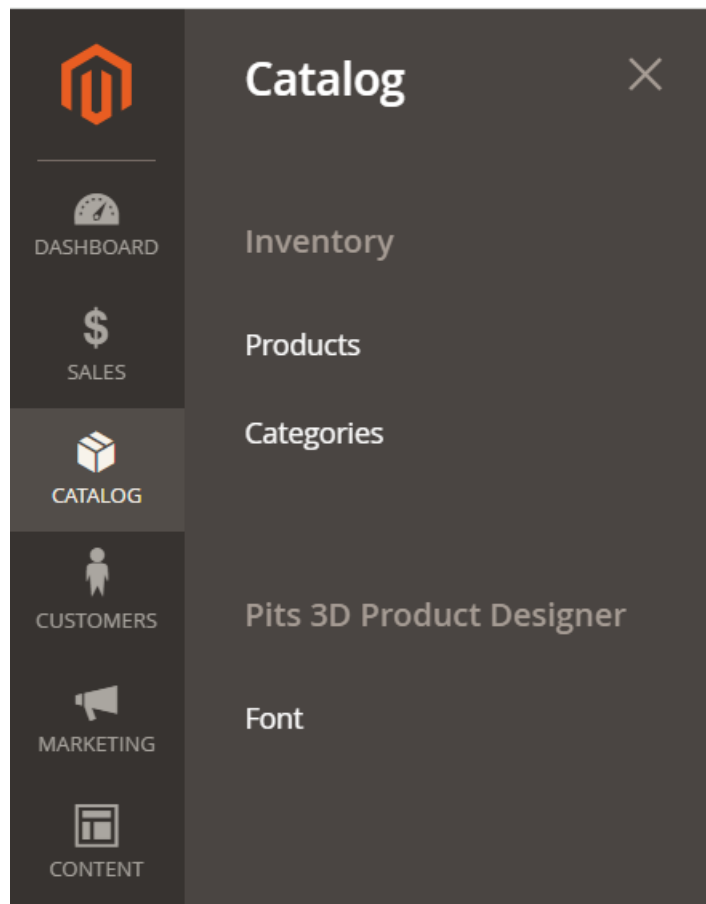 DASHBOARD
SALES
CATALOG
CUSTOMERS
MARKETING
CONTENT
Catalog
Inventory
Products
Categories
Pits 3D Product Designer
Font